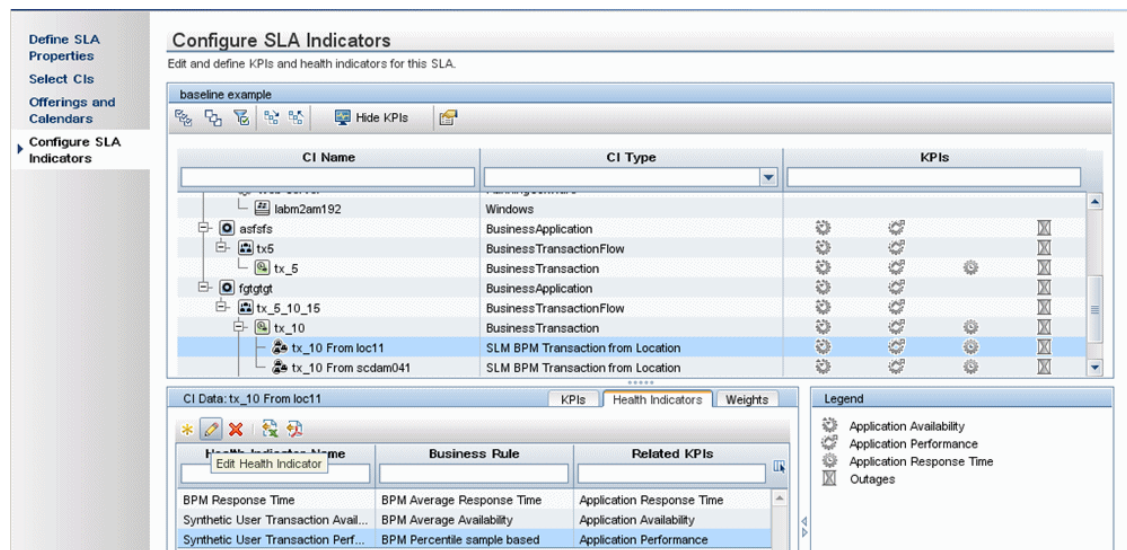 Define SLA
Properties
Select CIs
Offerings and
Calendars
Configure SLA
Indicators
Configure SLA Indicators
Edit and define KPIs and health indicators for this SLA.
baseline example
Hide KPIs
CI Name CI Type KPIs
labm2am192 Windows
asfsfs BusinessApplication
tx5 BusinessTransactionFlow
tx_5 BusinessTransaction
fgtgtgt BusinessApplication
tx_5_10_15 BusinessTransactionFlow
tx_10 BusinessTransaction
tx_10 From loc11 SLM BPM Transaction from Location
tx_10 From scdam041 SLM BPM Transaction from Location
CI Data: tx_10 From loc11 KPIs Health Indicators Weights
Edit Health Indicator
Business Rule Related KPIs
BPM Response Time BPM Average Response Time Application Response Time
Synthetic User Transaction Avail... BPM Average Availability Application Availability
Synthetic User Transaction Perf... BPM Percentile sample based Application Performance
Legend
Application Availability
Application Performance
Application Response Time
Outages